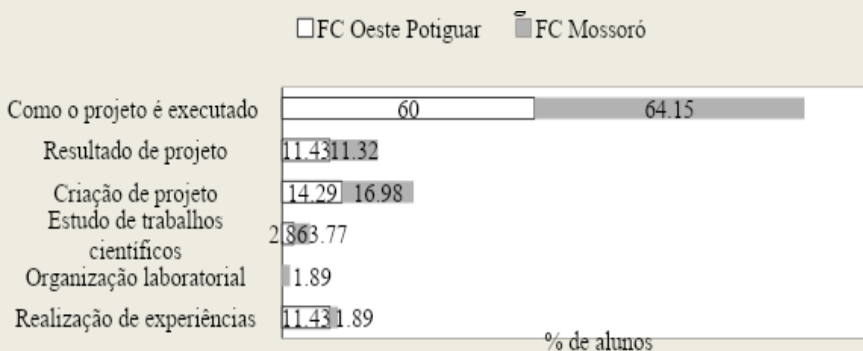 FC Oeste Potiguar FC Mossoró
Como o projeto é executado 60 64.15
Resultado de projeto 11.43 11.32
Criação de projeto 14.29 16.98
Estudo de trabalhos
científicos 2.86 3.77
Organização laboratorial 1.89
Realização de experiências 11.43 1.89
% de alunos